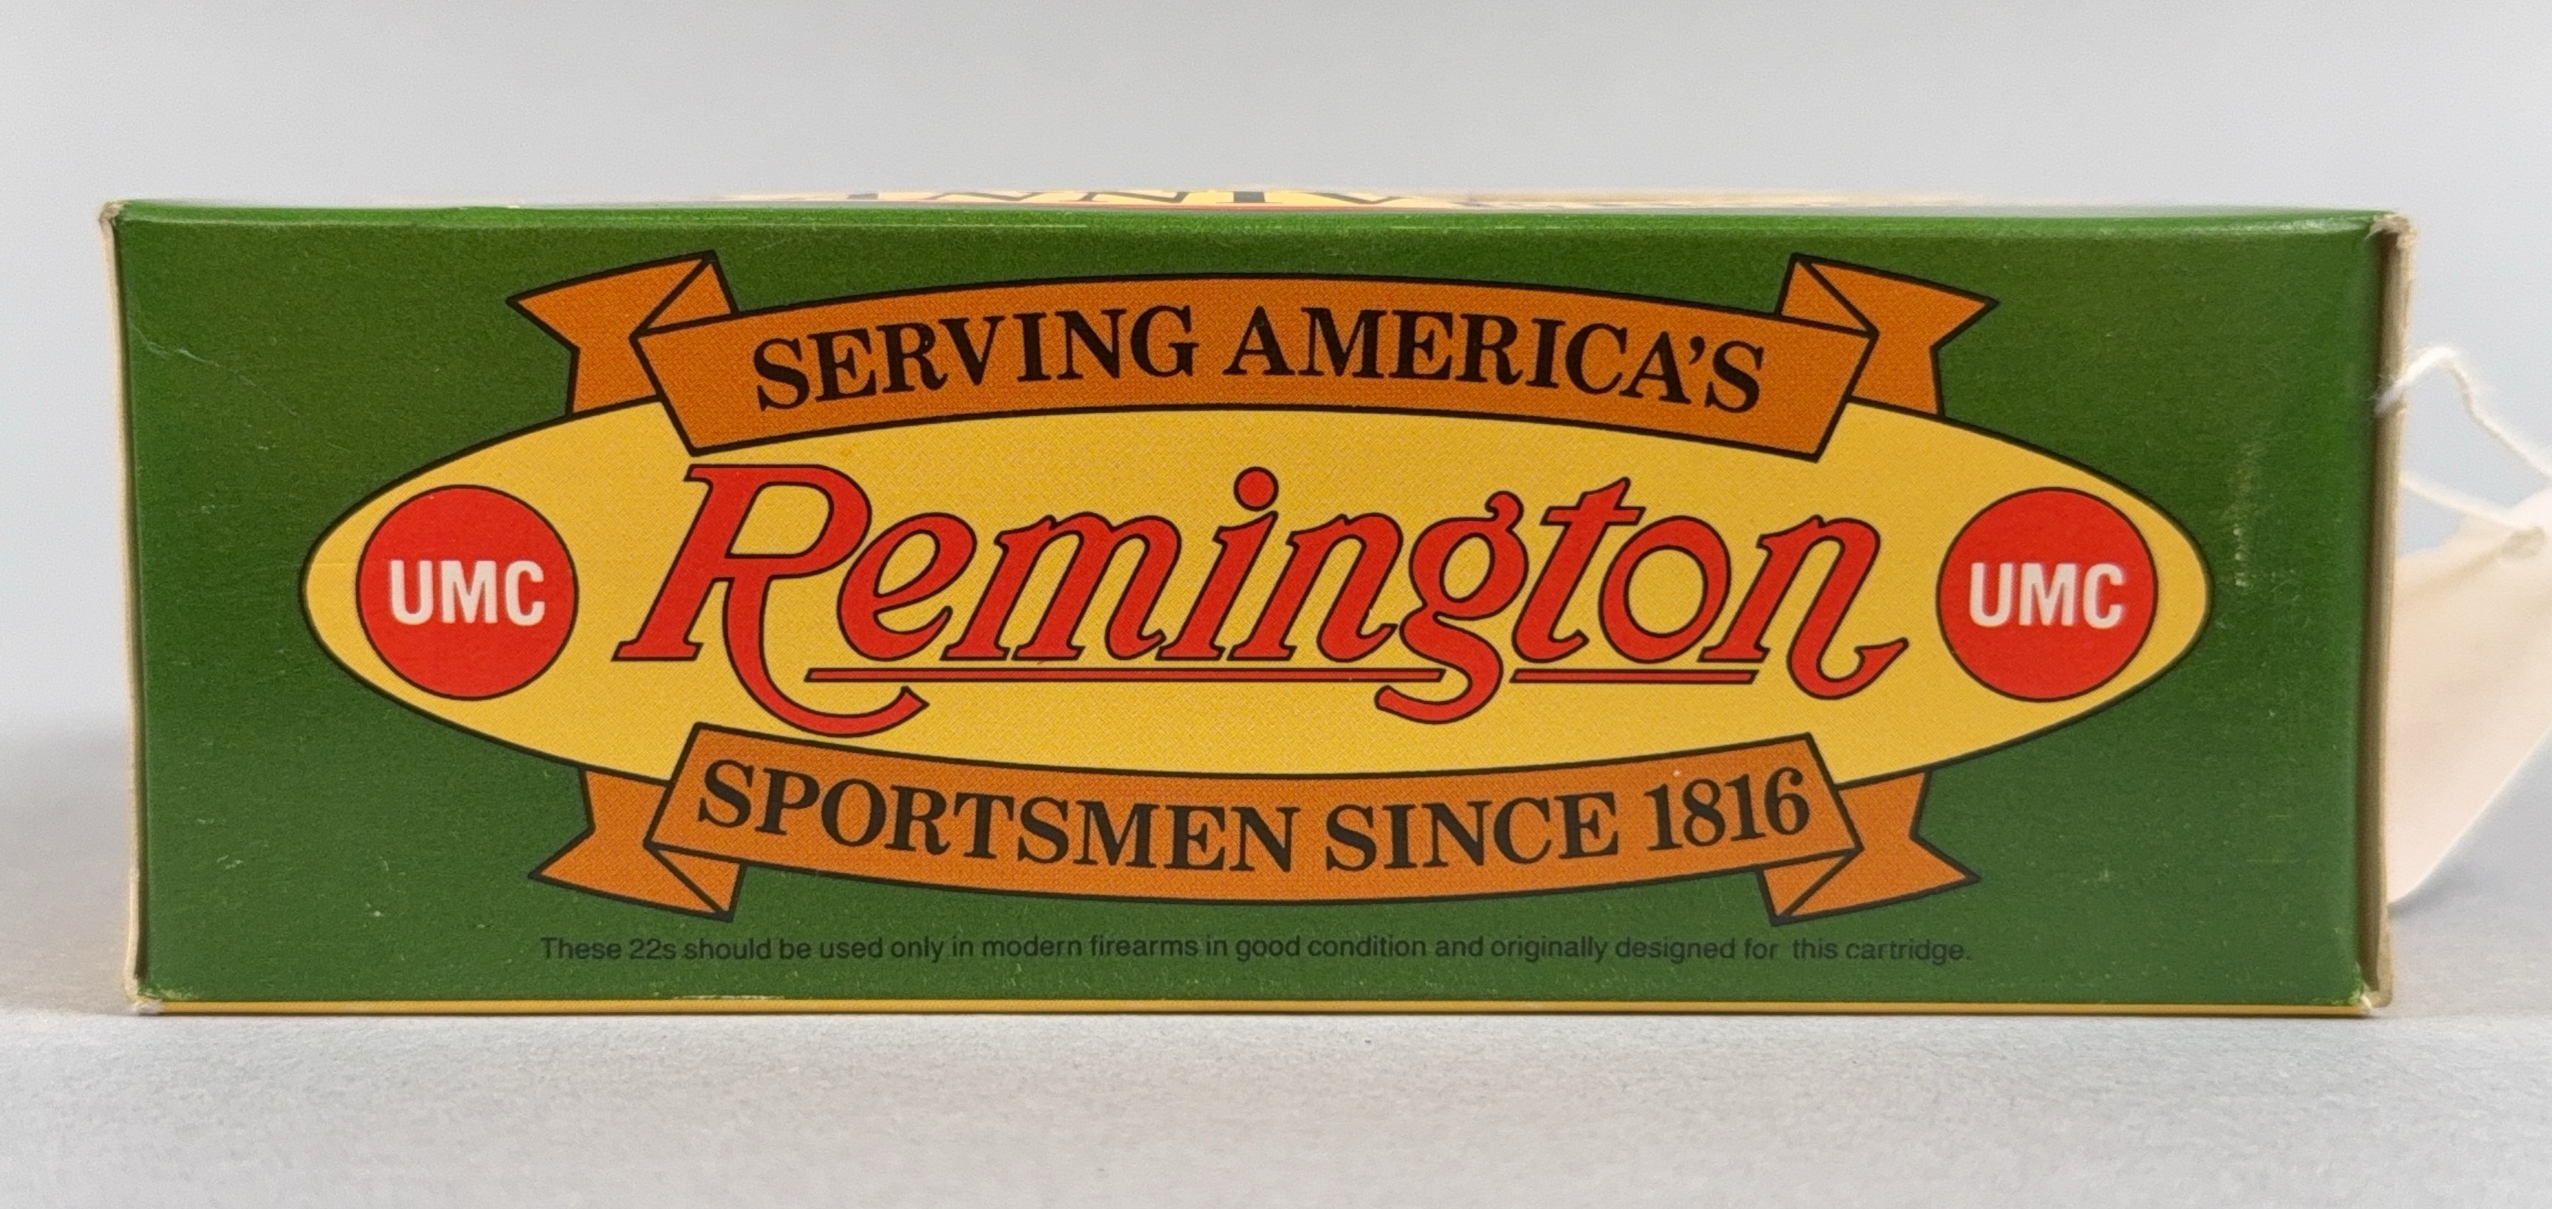 SERVING AMERICA'S
UMC Remington UMC
SPORTSMEN SINCE 1816
These 22s should be used only in modern firearms in good condition and originally designed for this cartridge.